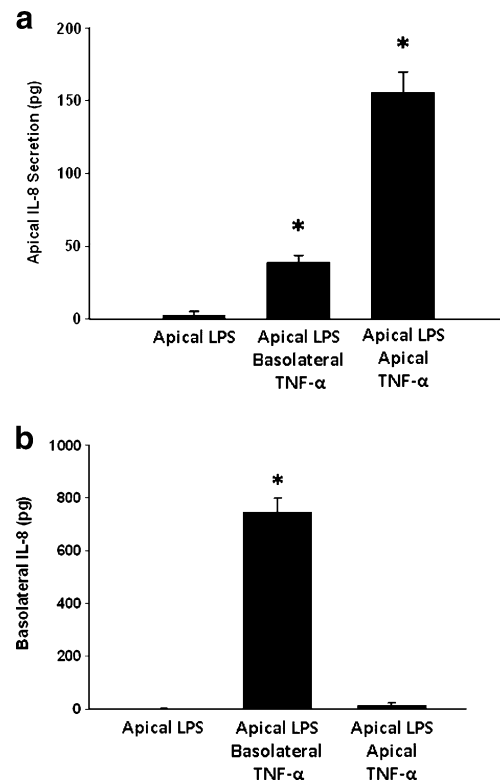 a
Apical IL-8 Secretion (pg)
200
150
100
50
0
*
*
Apical LPS
Apical LPS
Basolateral
TNF-α
Apical LPS
Apical
TNF-α
b
Basolateral IL-8 (pg)
1000
800
600
400
200
0
*
Apical LPS
Apical LPS
Basolateral
TNF-α
Apical LPS
Apical
TNF-α